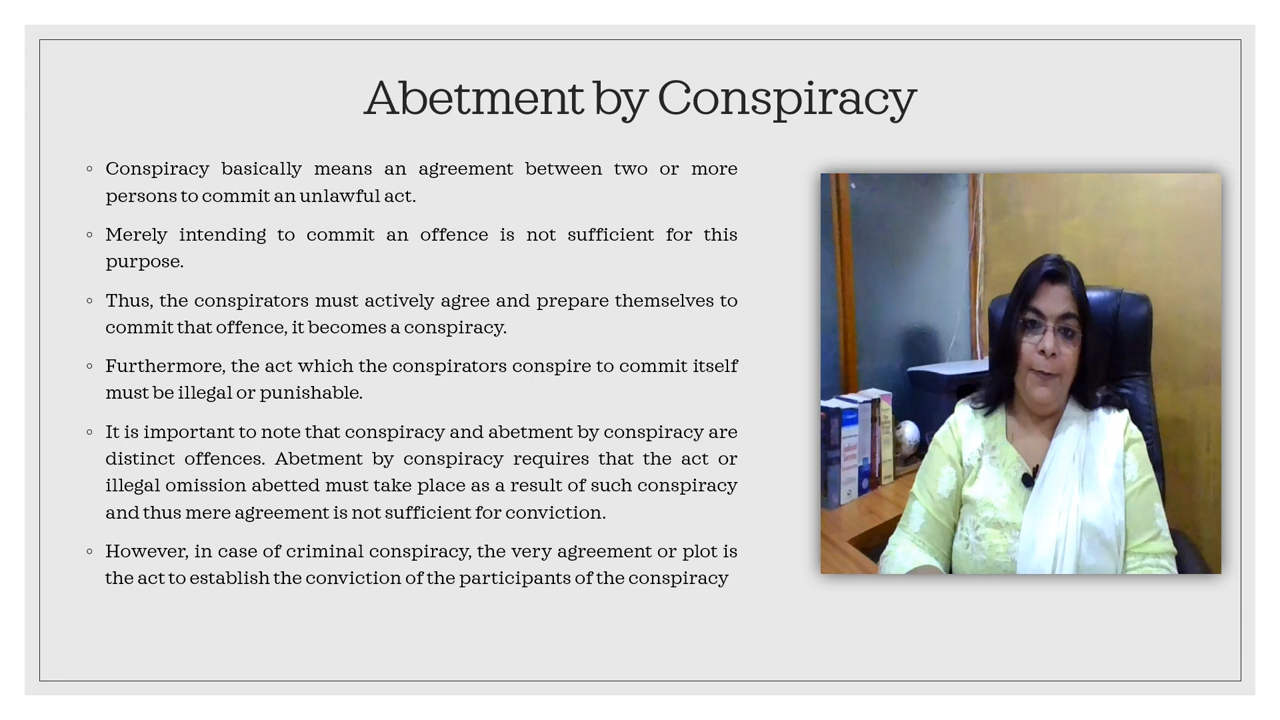 Abetment by Conspiracy
◦ Conspiracy basically means an agreement between two or more
persons to commit an unlawful act.
◦ Merely intending to commit an offence is not sufficient for this
purpose.
◦ Thus, the conspirators must actively agree and prepare themselves to
commit that offence, it becomes a conspiracy.
◦ Furthermore, the act which the conspirators conspire to commit itself
must be illegal or punishable.
◦ It is important to note that conspiracy and abetment by conspiracy are
distinct offences. Abetment by conspiracy requires that the act or
illegal omission abetted must take place as a result of such conspiracy
and thus mere agreement is not sufficient for conviction.
◦ However, in case of criminal conspiracy, the very agreement or plot is
the act to establish the conviction of the participants of the conspiracy